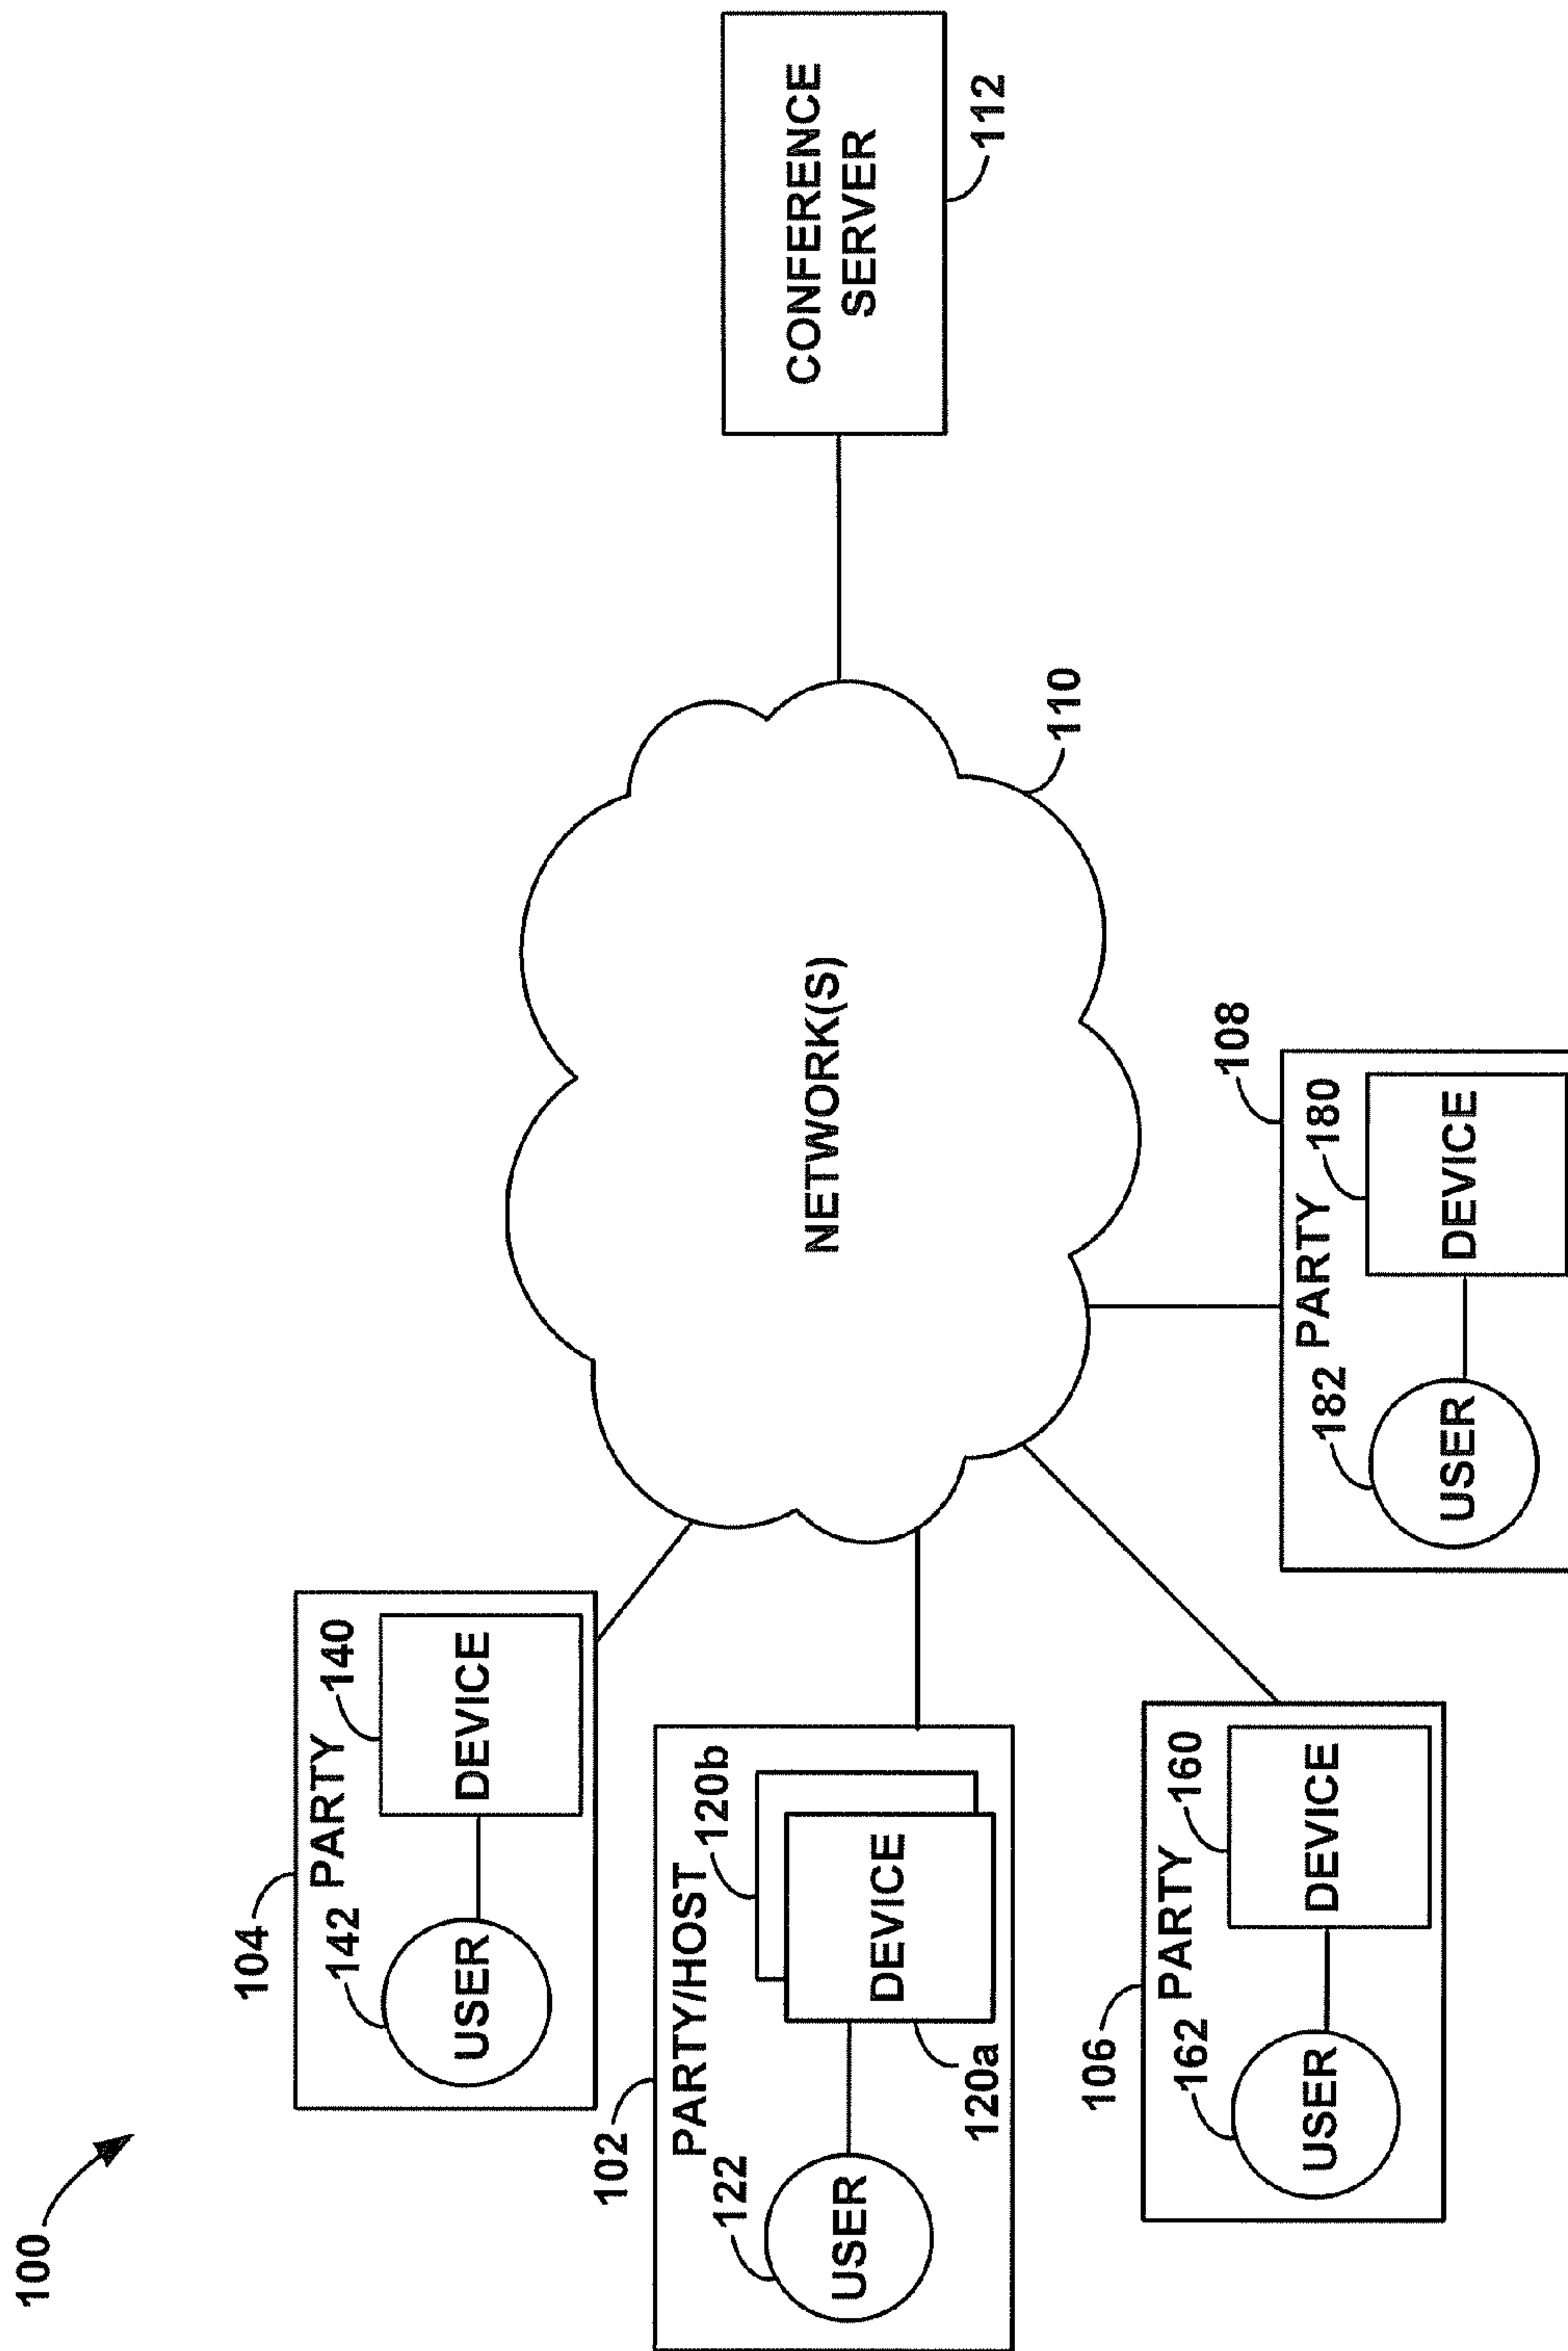 100
104
PARTY
142
140
USER
DEVICE
102
PARTY/HOST
122
120b
USER
DEVICE
120a
106
PARTY
162
160
USER
DEVICE
NETWORK(S)
110
108
PARTY
182
180
USER
DEVICE
CONFERENCE
SERVER
112